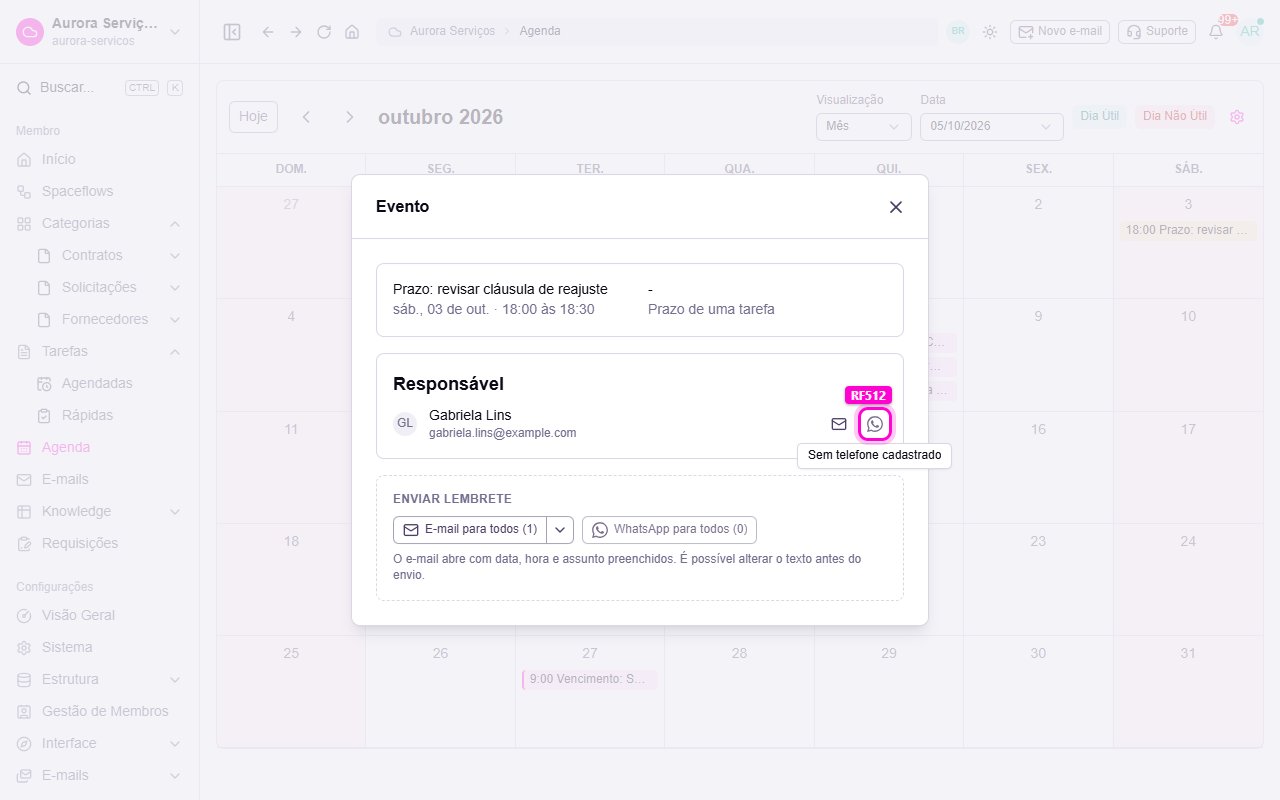 Aurora Serviç...
aurora-servicos
Aurora Serviços
Agenda
BR
Novo e-mail
Suporte
99+
AR
Buscar...
CTRL
K
Membro
Início
Spaceflows
Categorias
Contratos
Solicitações
Fornecedores
Tarefas
Agendadas
Rápidas
Agenda
E-mails
Knowledge
Requisições
Configurações
Visão Geral
Sistema
Estrutura
Gestão de Membros
Interface
E-mails
Hoje
outubro 2026
Visualização
Mês
Data
05/10/2026
Dia Útil
Dia Não Útil
DOM.
SEG.
TER.
QUA.
QUI.
SEX.
SÁB.
27
2
3
18:00 Prazo: revisar ...
4
9
10
11
16
17
18
23
24
25
26
27
28
29
30
31
9:00 Vencimento: S...
Evento
Prazo: revisar cláusula de reajuste
sáb., 03 de out. · 18:00 às 18:30
-
Prazo de uma tarefa
Responsável
GL
Gabriela Lins
gabriela.lins@example.com
RF512
Sem telefone cadastrado
ENVIAR LEMBRETE
E-mail para todos (1)
WhatsApp para todos (0)
O e-mail abre com data, hora e assunto preenchidos. É possível alterar o texto antes do
envio.